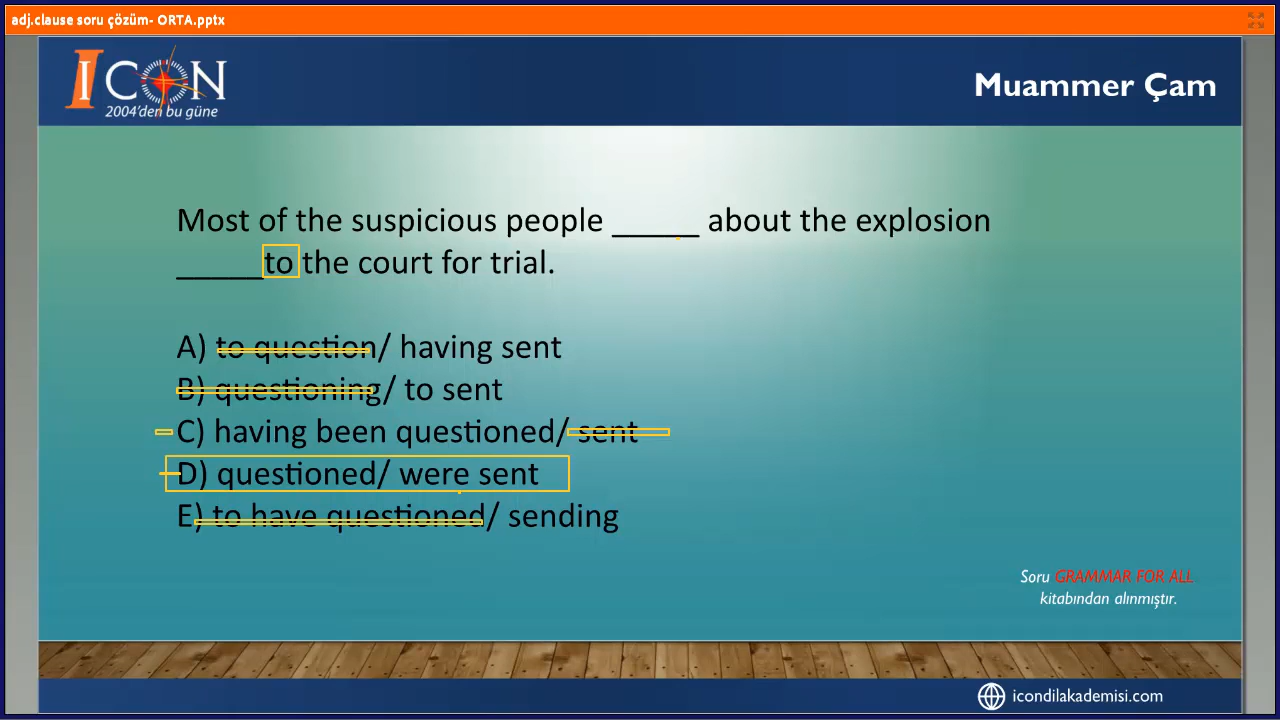 adj.clause soru çözüm- ORTA.pptx
ICON
2004'den bu güne
Muammer Çam
Most of the suspicious people _____ about the explosion
_____to the court for trial.
A) to question/ having sent
B) questioning/ to sent
C) having been questioned/ sent
D) questioned/ were sent
E) to have questioned/ sending
Soru GRAMMAR FOR ALL
kitabından alınmıştır.
icondilakademisi.com